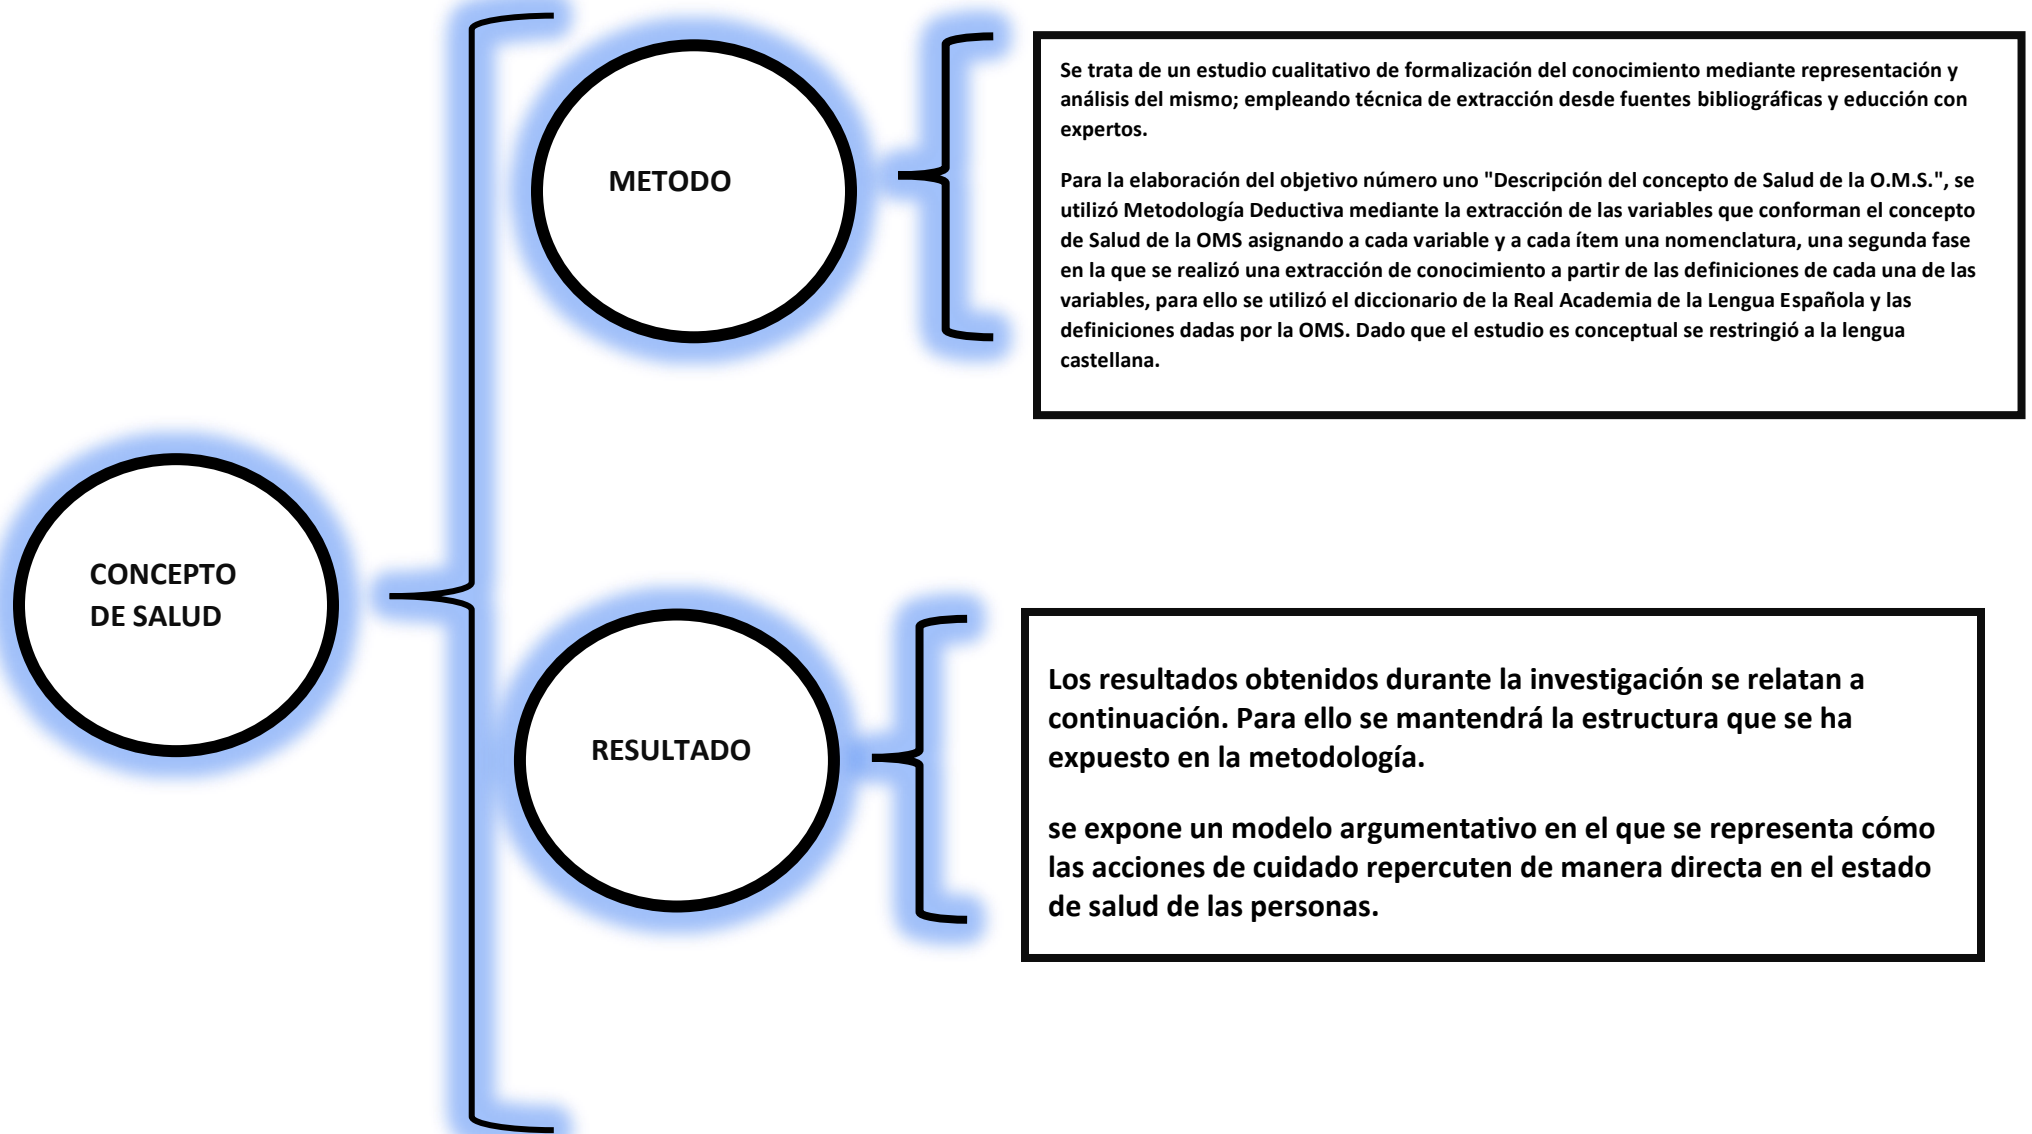 CONCEPTO
DE SALUD
METODO
Se trata de un estudio cualitativo de formalización del conocimiento mediante representación y
análisis del mismo; empleando técnica de extracción desde fuentes bibliográficas y educción con
expertos.
Para la elaboración del objetivo número uno "Descripción del concepto de Salud de la O.M.S.", se
utilizó Metodología Deductiva mediante la extracción de las variables que conforman el concepto
de Salud de la OMS asignando a cada variable y a cada ítem una nomenclatura, una segunda fase
en la que se realizó una extracción de conocimiento a partir de las definiciones de cada una de las
variables, para ello se utilizó el diccionario de la Real Academia de la Lengua Española y las
definiciones dadas por la OMS. Dado que el estudio es conceptual se restringió a la lengua
castellana.
RESULTADO
Los resultados obtenidos durante la investigación se relatan a
continuación. Para ello se mantendrá la estructura que se ha
expuesto en la metodología.
se expone un modelo argumentativo en el que se representa cómo
las acciones de cuidado repercuten de manera directa en el estado
de salud de las personas.